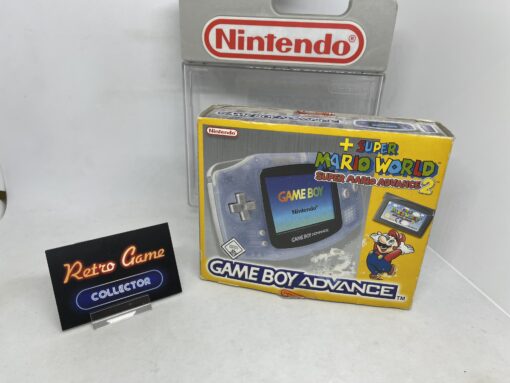 Nintendo®
Nintendo®
+ SUPER
MARIO WORLD
SUPER MARIO ADVANCE 2
GAME BOY
Nintendo
GAME BOY ADVANCE
GAME BOY ADVANCE™
Retro Game
COLLECTOR